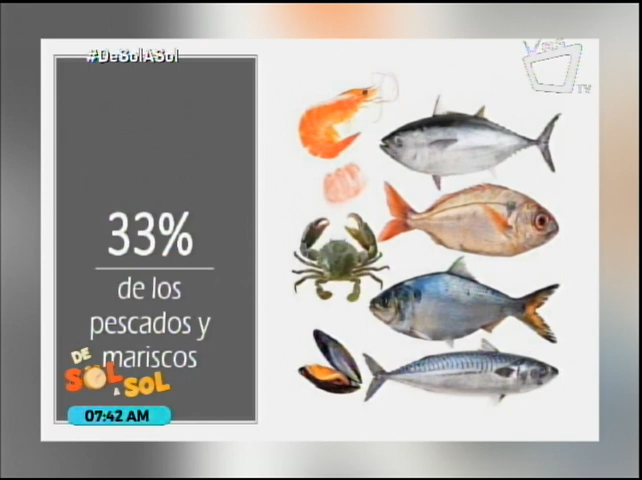 #DeSolASol
TV
33%
de los
pescados y
mariscos
DE
SOL
A SOL
07:42 AM